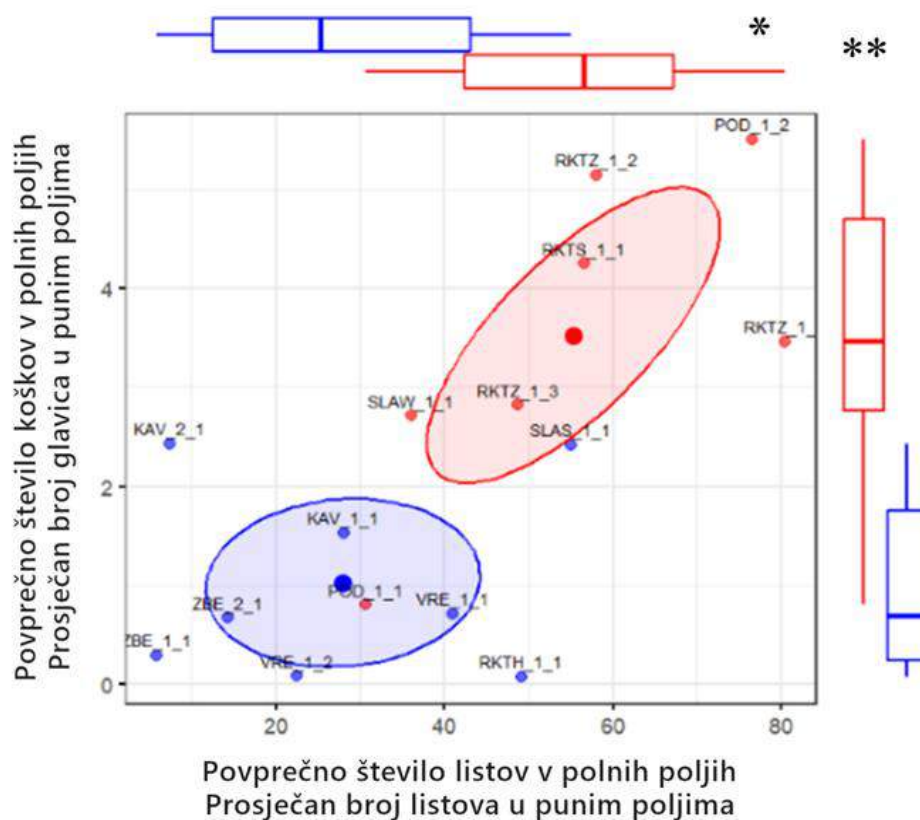 *
**
Povprečno število koškov v polnih poljih
Prosječan broj glavica u punim poljima
POD_1_2
RKTZ_1_2
RKTS_1_1
4
RKTZ_1_
RKTZ_1_3
SLAW_1_1
KAV_2_1
SLAS_1_1
2
KAV_1_1
POD_1_1
ZBE_2_1
VRE_1_1
ZBE_1_1
VRE_1_2
RKTH_1_1
0
20
40
60
80
Povprečno število listov v polnih poljih
Prosječan broj listova u punim poljima